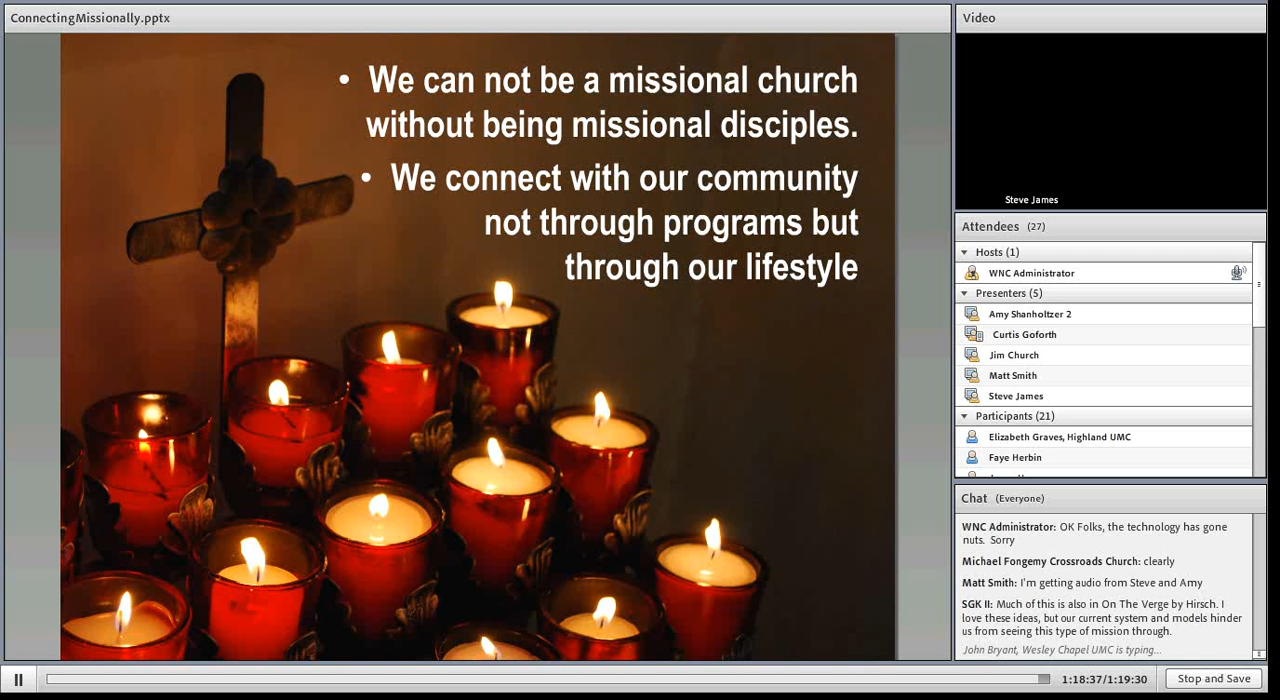 ConnectingMissionally.pptx
• We can not be a missional church
without being missional disciples.
• We connect with our community
not through programs but
through our lifestyle
Video
Steve James
Attendees (27)
Hosts (1)
WNC Administrator
Presenters (5)
Amy Shanholtzer 2
Curtis Goforth
Jim Church
Matt Smith
Steve James
Participants (21)
Elizabeth Graves, Highland UMC
Faye Herbin
Chat (Everyone)
WNC Administrator: OK Folks, the technology has gone
nuts. Sorry
Michael Fongemy Crossroads Church: clearly
Matt Smith: I'm getting audio from Steve and Amy
SGK II: Much of this is also in On The Verge by Hirsch. I
love these ideas, but our current system and models hinder
us from seeing this type of mission through.
John Bryant, Wesley Chapel UMC is typing...
1:18:37/1:19:30
Stop and Save